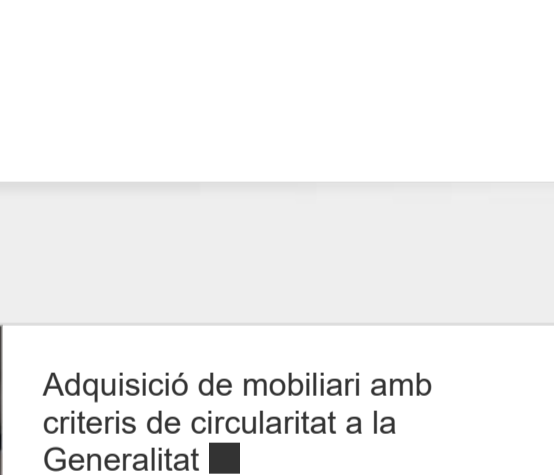 Adquisició de mobiliari amb
criteris de circularitat a la
Generalitat